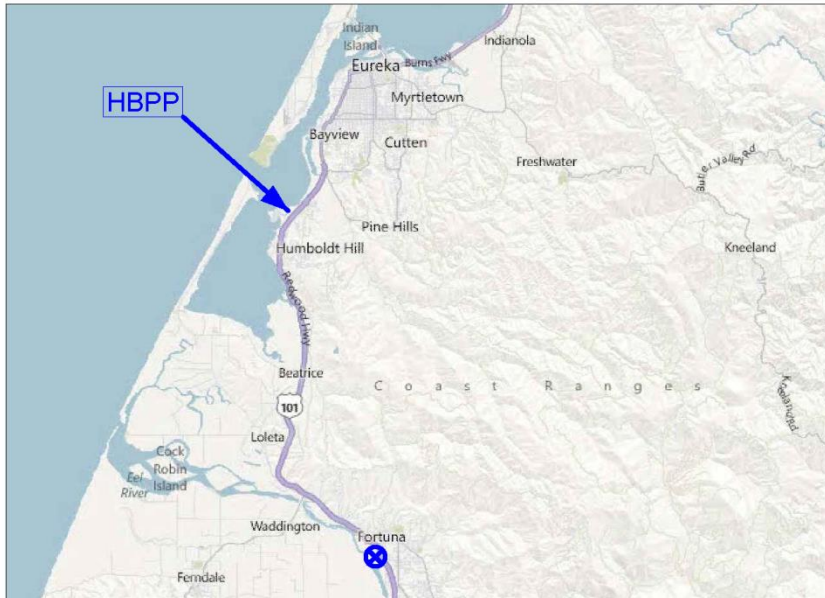 Indian
Island
Indianola
Eureka
Burns Fwy
HBPP
Myrtletown
Bayview
Cutten
Freshwater
Butler Valley Rd
Pine Hills
Humboldt Hill
Kneeland
Redwood Hwy
Beatrice
Coast Ranges
Kneeland Rd
101
Loleta
Cock
Robin
Island
Eel
River
Waddington
Fortuna
Ferndale